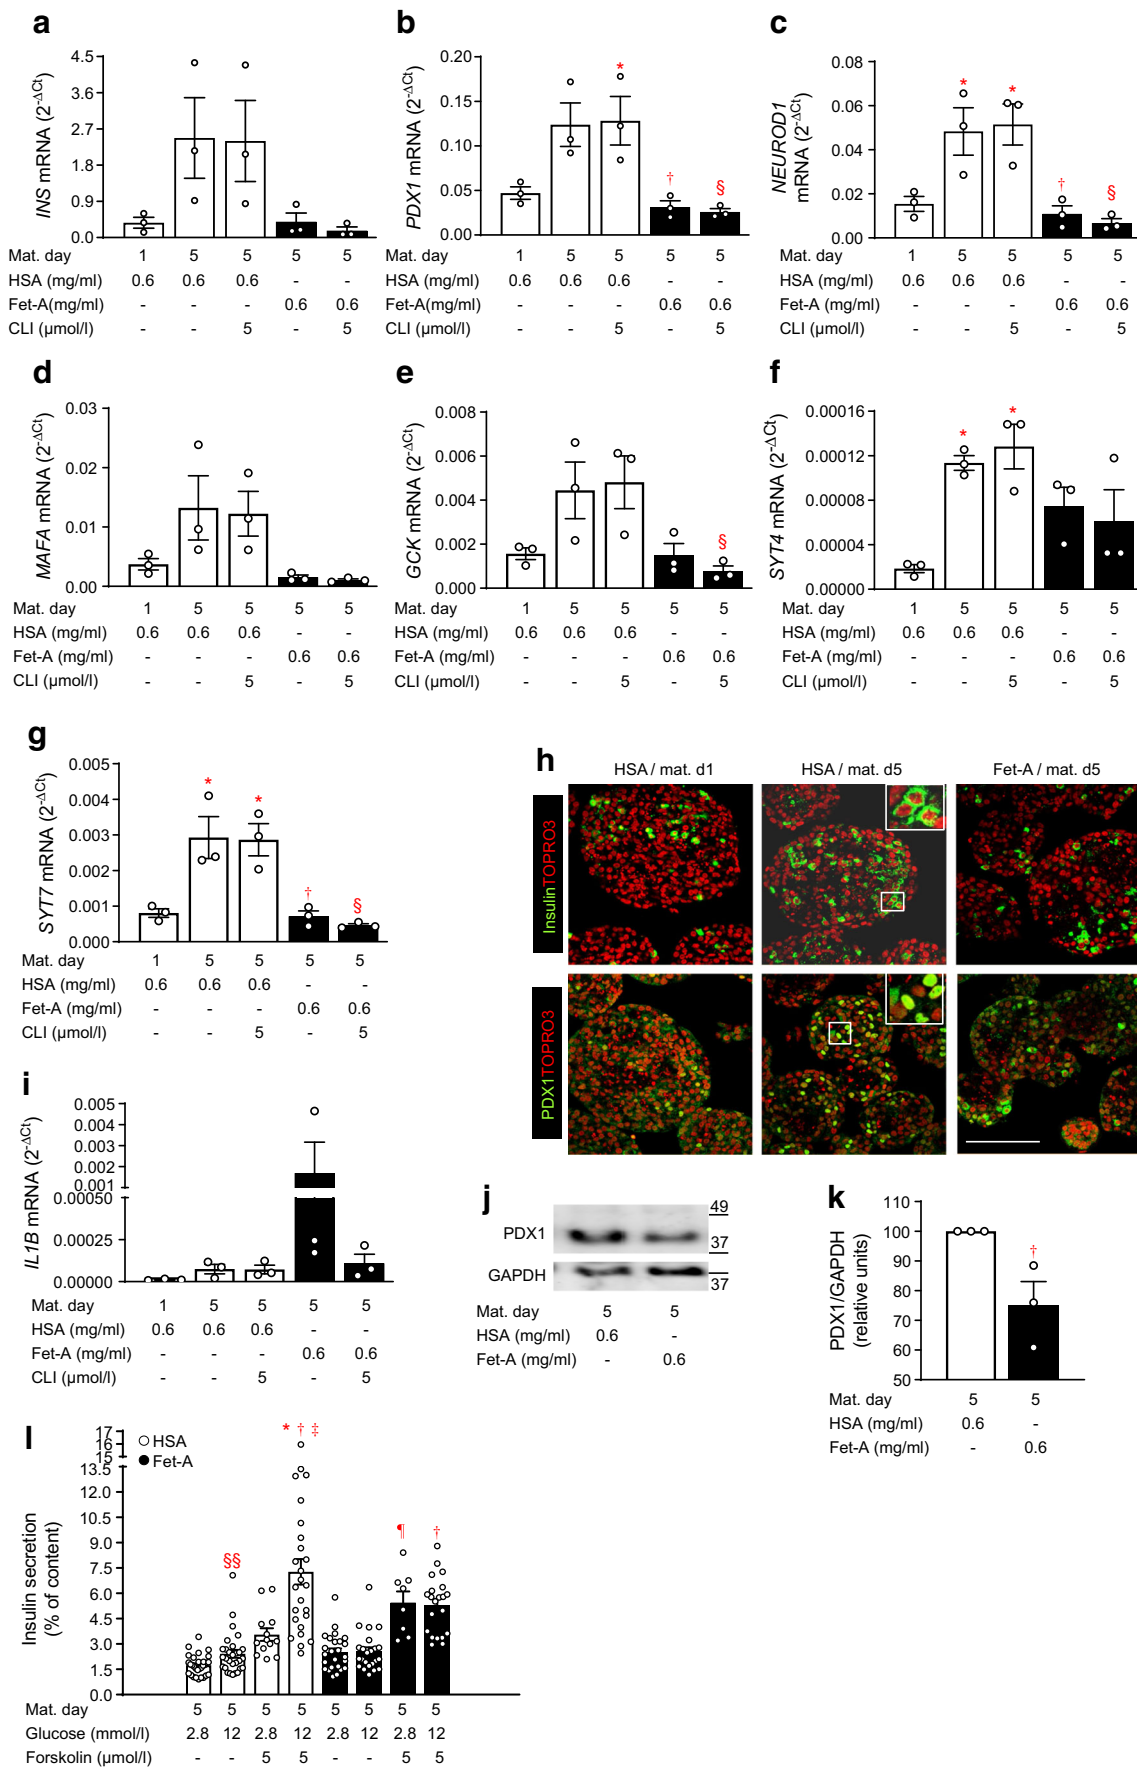 a
INS mRNA (2-ΔCt)
4.5
3.6
2.7
1.8
0.9
0.0
Mat. day 1 5 5 5 5
HSA (mg/ml) 0.6 0.6 0.6 - -
Fet-A(mg/ml) - - - 0.6 0.6
CLI (µmol/l) - - 5 - 5
b
PDX1 mRNA (2-ΔCt)
0.20
0.15
0.10
0.05
0.00
* † §
1 5 5 5 5
0.6 0.6 0.6 - -
- - - 0.6 0.6
- - 5 - 5
c
NEUROD1
mRNA (2-ΔCt)
0.08
0.06
0.04
0.02
0.00
* * † §
1 5 5 5 5
0.6 0.6 0.6 - -
- - - 0.6 0.6
- - 5 - 5
d
MAFA mRNA (2-ΔCt)
0.03
0.02
0.01
0.00
Mat. day 1 5 5 5 5
HSA (mg/ml) 0.6 0.6 0.6 - -
Fet-A (mg/ml) - - - 0.6 0.6
CLI (µmol/l) - - 5 - 5
e
GCK mRNA (2-ΔCt)
0.008
0.006
0.004
0.002
0.000
§
Mat. day 1 5 5 5 5
HSA (mg/ml) 0.6 0.6 0.6 - -
Fet-A (mg/ml) - - - 0.6 0.6
CLI (µmol/l) - - 5 - 5
f
SYT4 mRNA (2-ΔCt)
0.00016
0.00012
0.00008
0.00004
0.00000
* *
Mat. day 1 5 5 5 5
HSA (mg/ml) 0.6 0.6 0.6 - -
Fet-A (mg/ml) - - - 0.6 0.6
CLI (µmol/l) - - 5 - 5
g
SYT7 mRNA (2-ΔCt)
0.005
0.004
0.003
0.002
0.001
0.000
* * † §
Mat. day 1 5 5 5 5
HSA (mg/ml) 0.6 0.6 0.6 - -
Fet-A (mg/ml) - - - 0.6 0.6
CLI (µmol/l) - - 5 - 5
h
HSA / mat. d1 HSA / mat. d5 Fet-A / mat. d5
InsulinTOPRO3
PDX1TOPRO3
i
IL1B mRNA (2-ΔCt)
0.005
0.004
0.003
0.002
0.001
0.00050
0.00025
0.00000
Mat. day 1 5 5 5 5
HSA (mg/ml) 0.6 0.6 0.6 - -
Fet-A (mg/ml) - - - 0.6 0.6
CLI (µmol/l) - - 5 - 5
j
49
PDX1 37
GAPDH 37
Mat. day 5 5
HSA (mg/ml) 0.6 -
Fet-A (mg/ml) - 0.6
k
PDX1/GAPDH
(relative units)
110
100
90
80
70
60
50
†
Mat. day 5 5
HSA (mg/ml) 0.6 -
Fet-A (mg/ml) - 0.6
l
HSA
Fet-A
Insulin secretion
(% of content)
17
16
15
13.5
12.0
10.5
9.0
7.5
6.0
4.5
3.0
1.5
0.0
§§ * † ‡ ¶ †
Mat. day 5 5 5 5 5 5 5 5
Glucose (mmol/l) 2.8 12 2.8 12 2.8 12 2.8 12
Forskolin (µmol/l) - - 5 5 - - 5 5